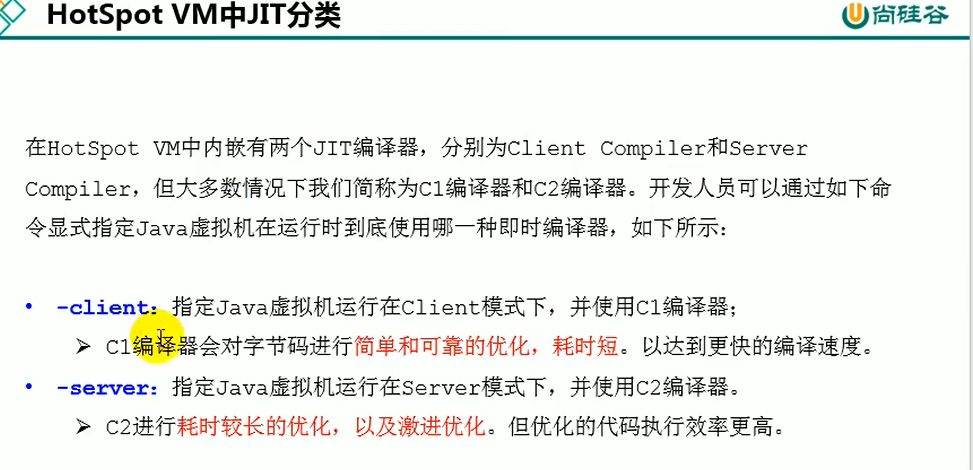 HotSpot VM中JIT分类
尚硅谷
在HotSpot VM中内嵌有两个JIT编译器，分别为Client Compiler和Server
Compiler，但大多数情况下我们简称为C1编译器和C2编译器。开发人员可以通过如下命
令显式指定Java虚拟机在运行时到底使用哪一种即时编译器，如下所示：
• -client：指定Java虚拟机运行在Client模式下，并使用C1编译器；
➢ C1编译器会对字节码进行简单和可靠的优化，耗时短。以达到更快的编译速度。
• -server：指定Java虚拟机运行在Server模式下，并使用C2编译器。
➢ C2进行耗时较长的优化，以及激进优化。但优化的代码执行效率更高。